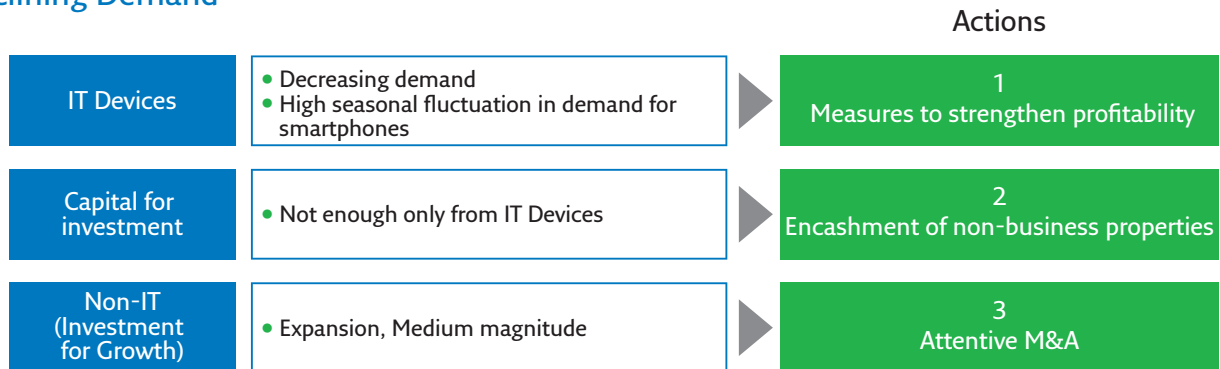 Demand
Actions
IT Devices
• Decreasing demand
• High seasonal fluctuation in demand for
smartphones
1
Measures to strengthen profitability
Capital for
investment
• Not enough only from IT Devices
2
Encashment of non-business properties
Non-IT
(Investment
for Growth)
• Expansion, Medium magnitude
3
Attentive M&A